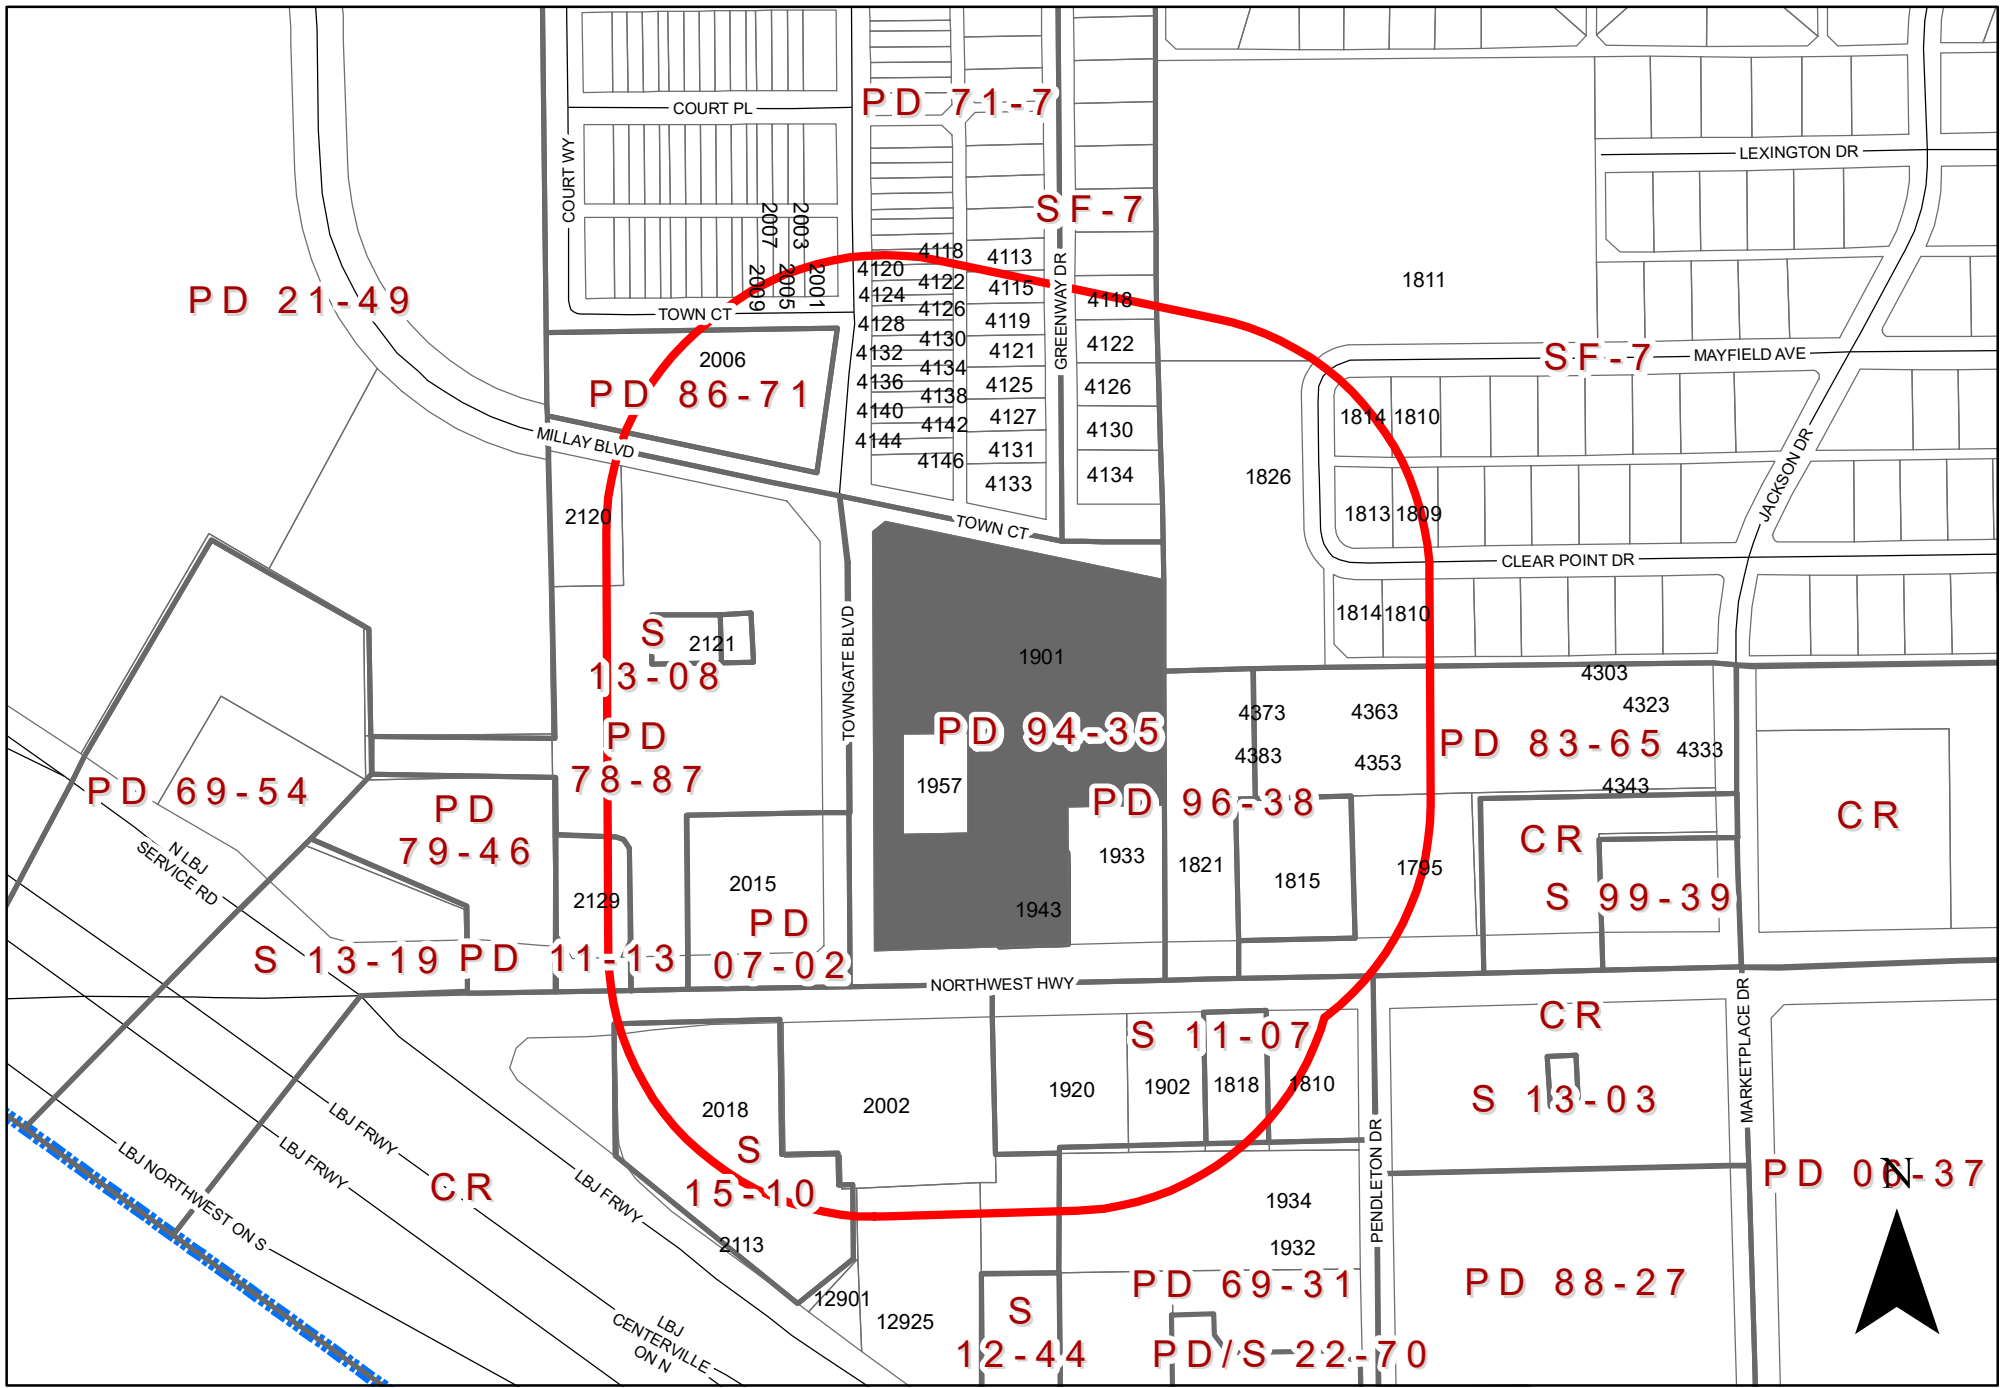 COURT PL
PD 71-7
COURT WY
LEXINGTON DR
2007
2003
SF-7
2009
2005
2001
4118
4113
4120
4122
4115
4124
4126
4118
1811
PD 21-49
TOWN CT
4128
4119
GREENWAY DR
4130
4122
2006
4132
4121
SF-7
MAYFIELD AVE
4134
PD 86-71
4136
4125
4126
4138
4140
4127
1814
1810
4142
4130
MILLAY BLVD
4144
4131
4146
4133
4134
1826
JACKSON DR
2120
TOWN CT
1813
1809
CLEAR POINT DR
1814
1810
S
13-08
2121
TOWNGATE BLVD
1901
4303
4373
4363
4323
PD
78-87
PD 94-35
PD 83-65
4333
4383
4353
4343
PD 69-54
1957
PD 96-38
PD
79-46
CR
CR
N LBJ
SERVICE RD
1933
1821
1815
1795
2129
2015
S 99-39
1943
PD
07-02
S 13-19
PD 11-13
NORTHWEST HWY
MARKETPLACE DR
CR
S 11-07
2018
2002
1920
1902
1818
1810
S 13-03
LBJ FRWY
LBJ FRWY
LBJ NORTHWEST ON S
CR
LBJ FRWY
S
15-10
PENDLETON DR
PD 06-37
N
1934
2113
1932
PD 69-31
PD 88-27
12901
12925
S
12-44
PD/S 22-70
LBJ
CENTERVILLE
ON N